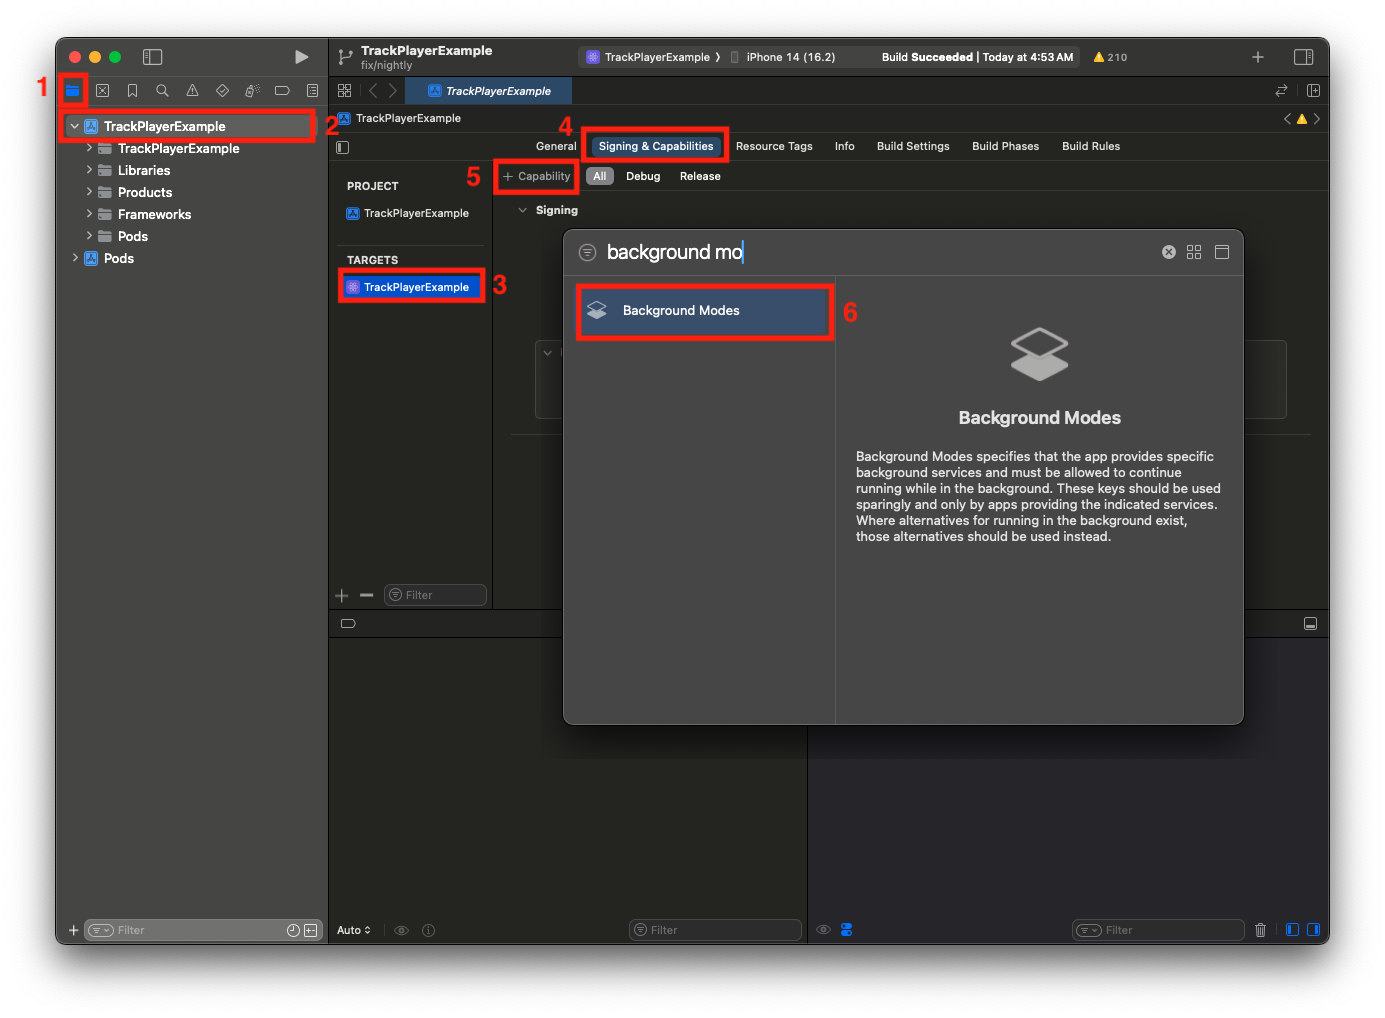 TrackPlayerExample
fix/nightly
TrackPlayerExample
iPhone 14 (16.2)
Build Succeeded | Today at 4:53 AM
210
1
TrackPlayerExample
TrackPlayerExample
2
TrackPlayerExample
TrackPlayerExample
Libraries
Products
Frameworks
Pods
Pods
4
General
Signing & Capabilities
Resource Tags
Info
Build Settings
Build Phases
Build Rules
5
+ Capability
All
Debug
Release
PROJECT
TrackPlayerExample
TARGETS
TrackPlayerExample
3
Signing
background mo
Background Modes
6
Background Modes
Background Modes specifies that the app provides specific
background services and must be allowed to continue
running while in the background. These keys should be used
sparingly and only by apps providing the indicated services.
Where alternatives for running in the background exist,
those alternatives should be used instead.
Filter
Filter
Auto
Filter
Filter